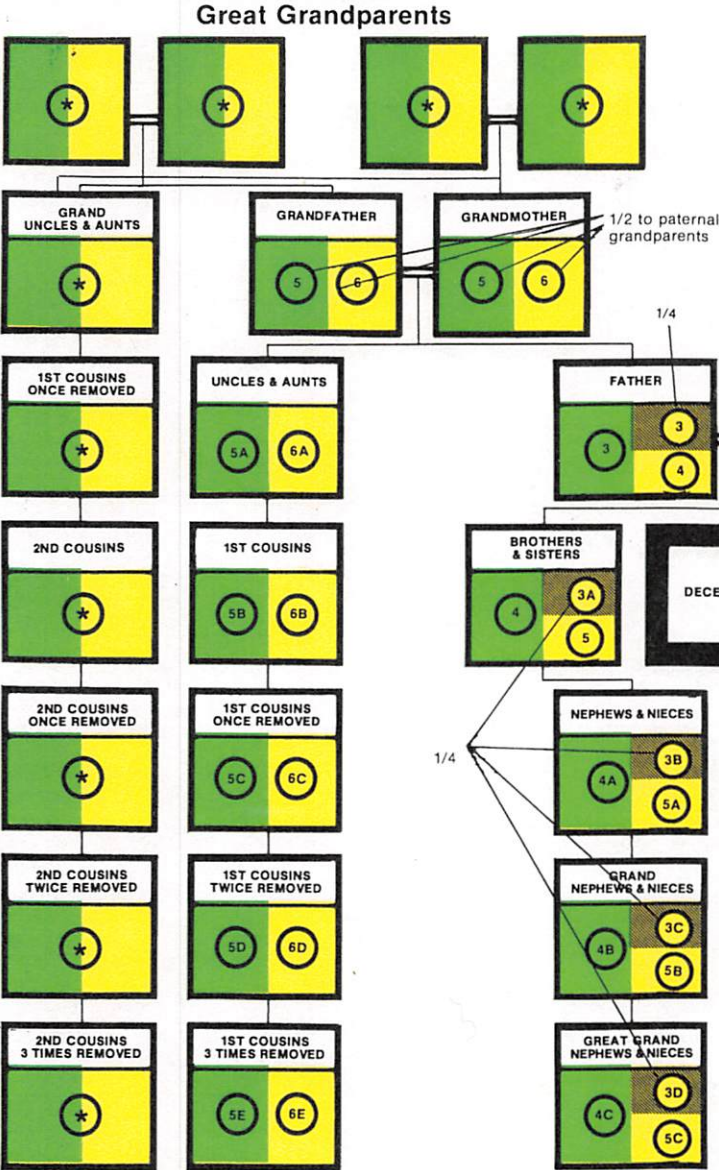 Great Grandparents
* * * *
GRAND
UNCLES & AUNTS
*
GRANDFATHER
5 6
GRANDMOTHER
5 6
1/2 to paternal
grandparents
1/4
1ST COUSINS
ONCE REMOVED
*
UNCLES & AUNTS
5A 6A
FATHER
3 3
4
2ND COUSINS
*
1ST COUSINS
5B 6B
BROTHERS
& SISTERS
4 3A
5
DECE
2ND COUSINS
ONCE REMOVED
*
1ST COUSINS
ONCE REMOVED
5C 6C
1/4
NEPHEWS & NIECES
4A 3B
5A
2ND COUSINS
TWICE REMOVED
*
1ST COUSINS
TWICE REMOVED
5D 6D
GRAND
NEPHEWS & NIECES
4B 3C
5B
2ND COUSINS
3 TIMES REMOVED
*
1ST COUSINS
3 TIMES REMOVED
5E 6E
GREAT GRAND
NEPHEWS & NIECES
4C 3D
5C